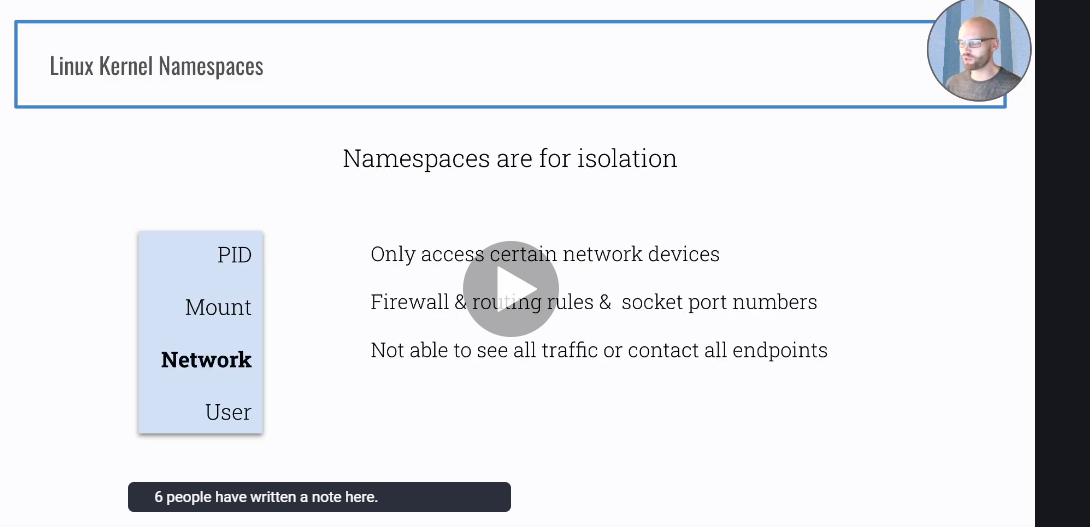 Linux Kernel Namespaces
Namespaces are for isolation
PID
Mount
Network
User
Only access certain network devices
Firewall & routing rules &  socket port numbers
Not able to see all traffic or contact all endpoints
6 people have written a note here.